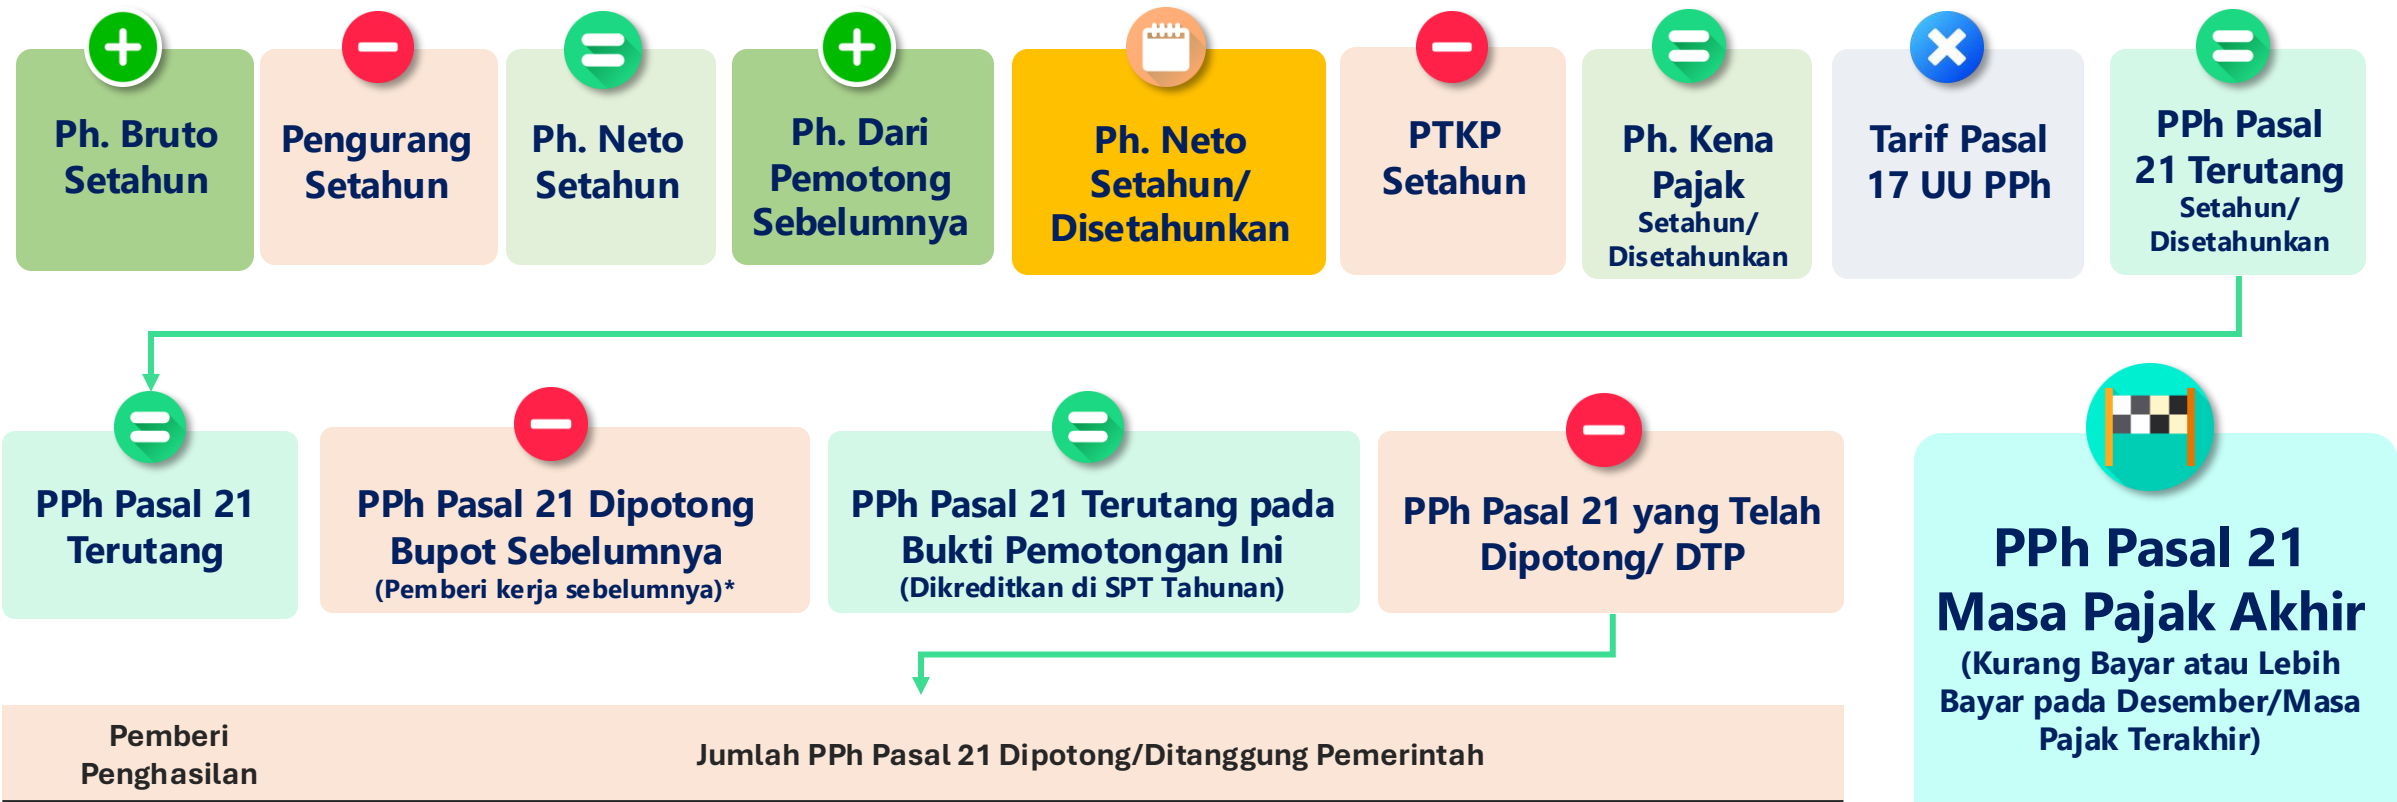 Ph. Bruto
Setahun
Pengurang
Setahun
Ph. Neto
Setahun
Ph. Dari
Pemotong
Sebelumnya
Ph. Neto
Setahun/
Disetahunkan
PTKP
Setahun
Ph. Kena
Pajak
Setahun/
Disetahunkan
Tarif Pasal
17 UU PPh
PPh Pasal
21 Terutang
Setahun/
Disetahunkan
PPh Pasal 21
Terutang
PPh Pasal 21 Dipotong
Bupot Sebelumnya
(Pemberi kerja sebelumnya)*
PPh Pasal 21 Terutang pada
Bukti Pemotongan Ini
(Dikreditkan di SPT Tahunan)
PPh Pasal 21 yang Telah
Dipotong/ DTP
PPh Pasal 21
Masa Pajak Akhir
(Kurang Bayar atau Lebih
Bayar pada Desember/Masa
Pajak Terakhir)
Pemberi
Penghasilan
Jumlah PPh Pasal 21 Dipotong/Ditanggung Pemerintah